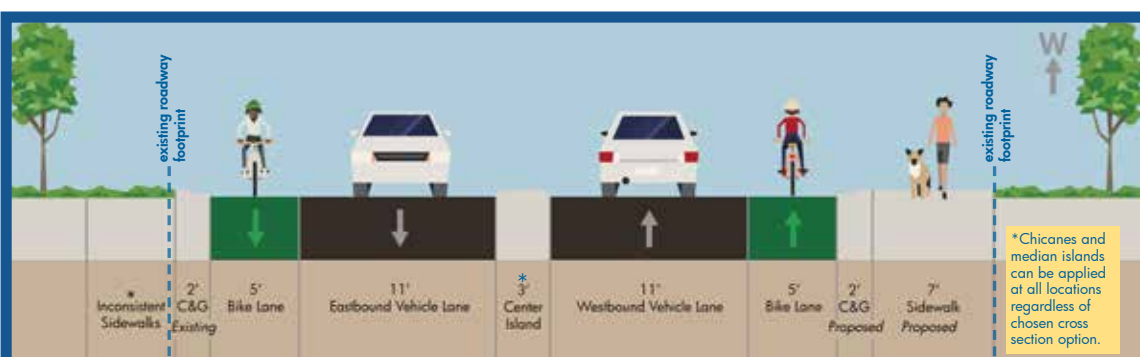 existing roadway
footprint
W
existing roadway
footprint
*
Inconsistent
Sidewalks
2'
C&G
Existing
5'
Bike Lane
11'
Eastbound Vehicle Lane
*
3'
Center
Island
11'
Westbound Vehicle Lane
5'
Bike Lane
2'
C&G
Proposed
7'
Sidewalk
Proposed
*Chicanes and
median islands
can be applied
at all locations
regardless of
chosen cross
section option.